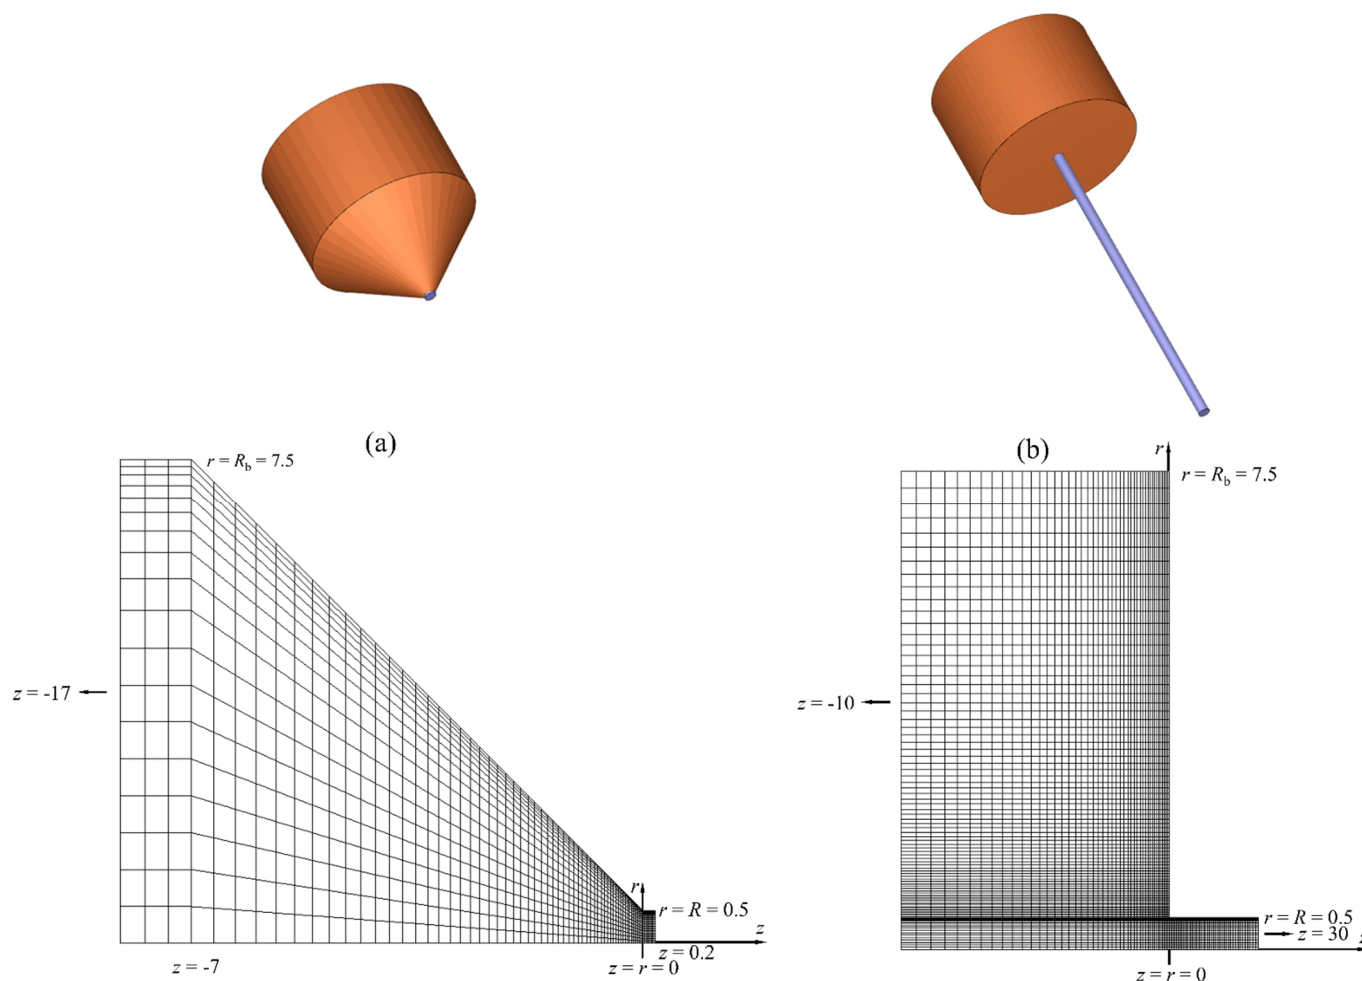 (a)
r = R_b = 7.5
z = -17
r
r = R = 0.5
z
z = 0.2
z = -7
z = r = 0
(b)
r
r = R_b = 7.5
z = -10
r = R = 0.5
z = 30
z
z = r = 0